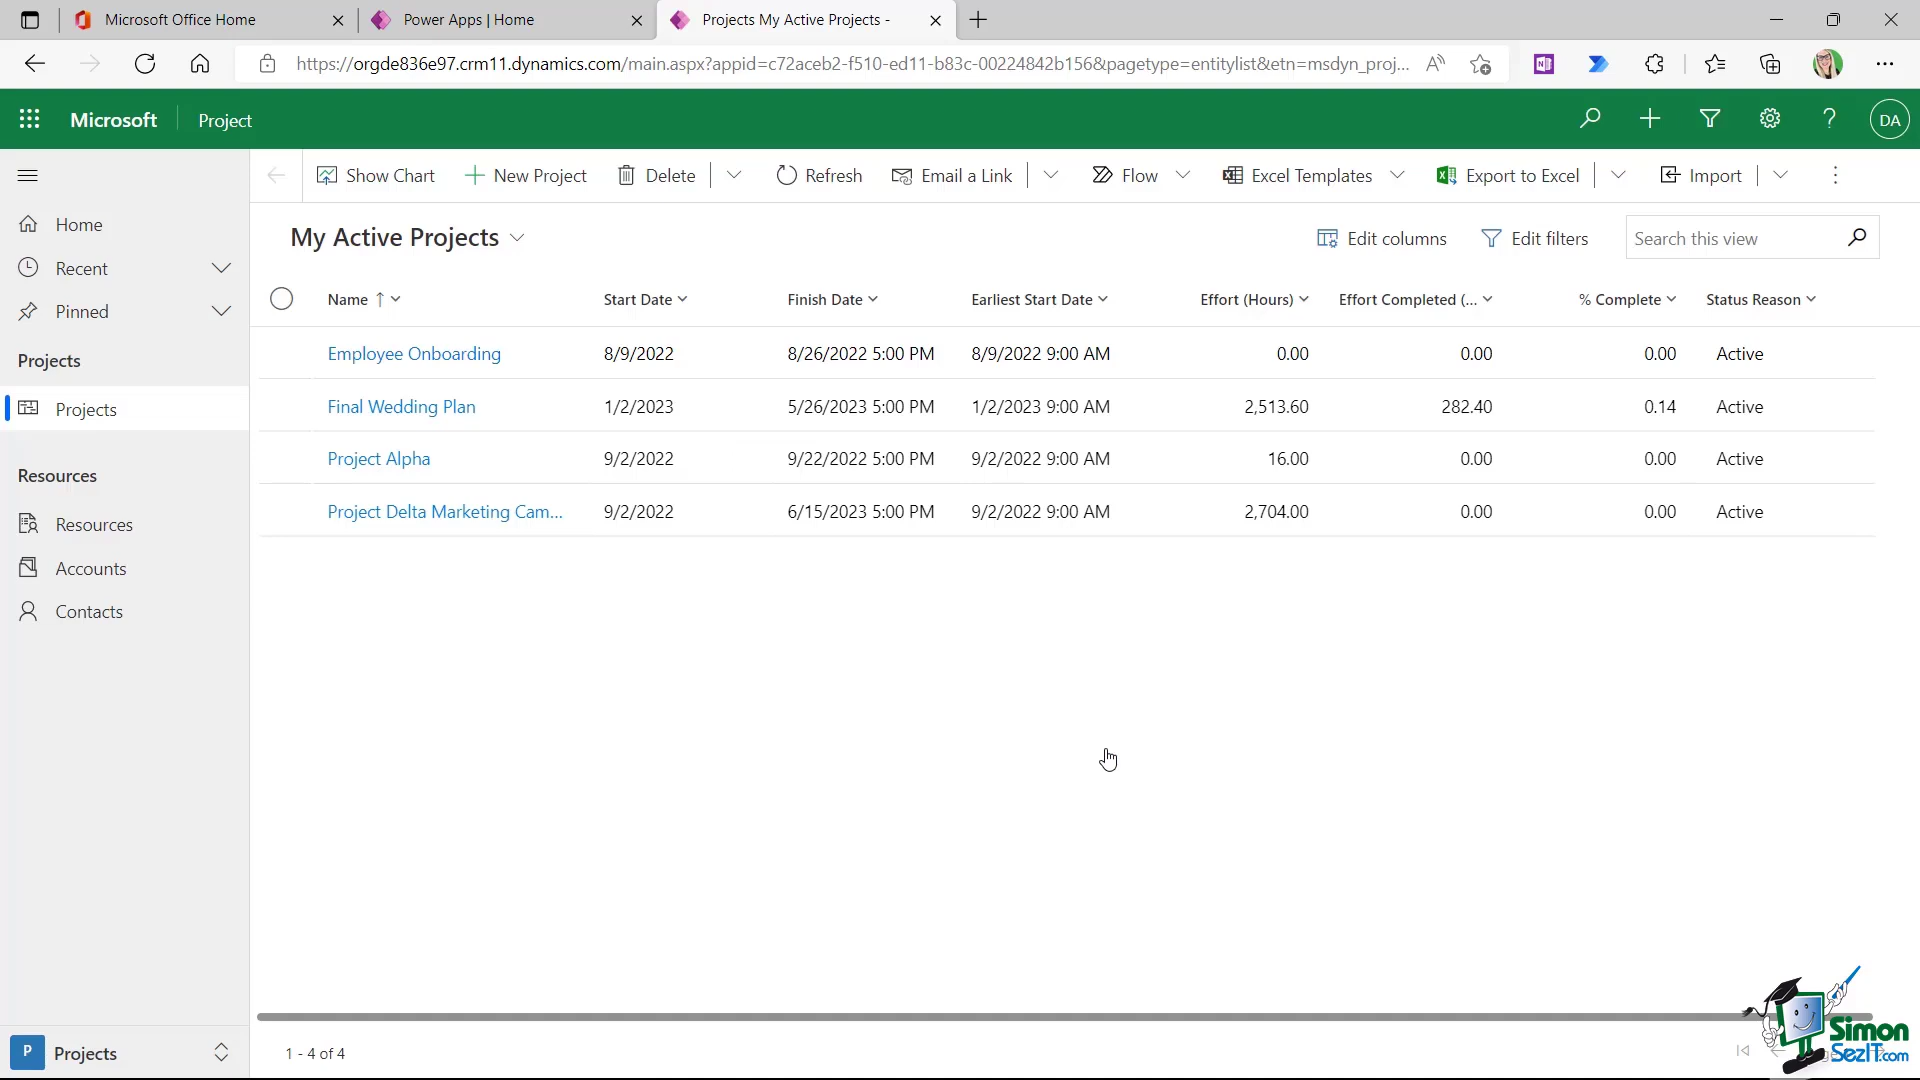 Microsoft Office Home
Power Apps | Home
Projects My Active Projects -
https://orgde836e97.crm11.dynamics.com/main.aspx?appid=c72aceb2-f510-ed11-b83c-00224842b156&pagetype=entitylist&etn=msdyn_proj...
Microsoft Project DA
Show Chart New Project Delete Refresh Email a Link Flow Excel Templates Export to Excel Import
Home
Recent
Pinned
Projects
Projects
Resources
Resources
Accounts
Contacts
P Projects
My Active Projects
Edit columns Edit filters Search this view
Name Start Date Finish Date Earliest Start Date Effort (Hours) Effort Completed (... % Complete Status Reason
Employee Onboarding 8/9/2022 8/26/2022 5:00 PM 8/9/2022 9:00 AM 0.00 0.00 0.00 Active
Final Wedding Plan 1/2/2023 5/26/2023 5:00 PM 1/2/2023 9:00 AM 2,513.60 282.40 0.14 Active
Project Alpha 9/2/2022 9/22/2022 5:00 PM 9/2/2022 9:00 AM 16.00 0.00 0.00 Active
Project Delta Marketing Cam... 9/2/2022 6/15/2023 5:00 PM 9/2/2022 9:00 AM 2,704.00 0.00 0.00 Active
1 - 4 of 4
Simon
SezIT.com